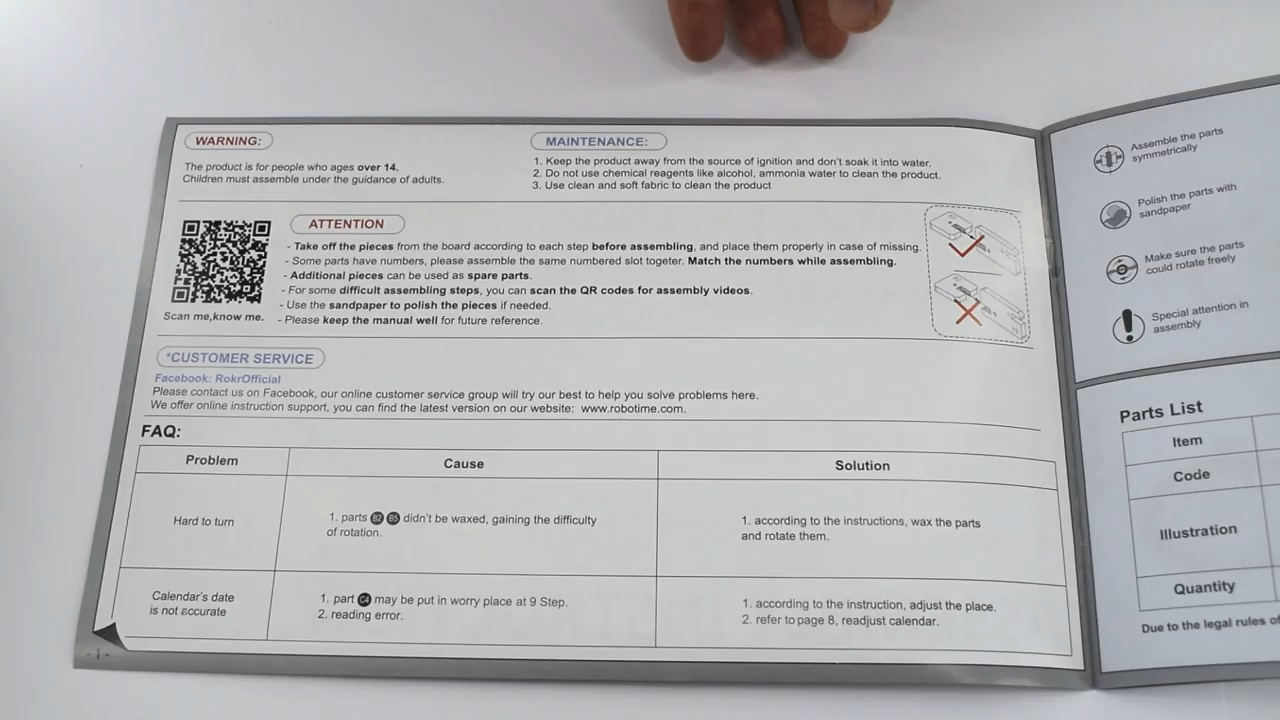 WARNING:
The product is for people who ages over 14.
Children must assemble under the guidance of adults.
MAINTENANCE:
1. Keep the product away from the source of ignition and don't soak it into water.
2. Do not use chemical reagents like alcohol, ammonia water to clean the product.
3. Use clean and soft fabric to clean the product
Scan me,know me.
ATTENTION
- Take off the pieces from the board according to each step before assembling, and place them properly in case of missing.
- Some parts have numbers, please assemble the same numbered slot togeter. Match the numbers while assembling.
- Additional pieces can be used as spare parts.
- For some difficult assembling steps, you can scan the QR codes for assembly videos.
- Use the sandpaper to polish the pieces if needed.
- Please keep the manual well for future reference.
*CUSTOMER SERVICE
Facebook: RokrOfficial
Please contact us on Facebook, our online customer service group will try our best to help you solve problems here.
We offer online instruction support, you can find the latest version on our website: www.robotime.com.
FAQ:
Problem
Cause
Solution
Hard to turn
1. parts B2 B5 didn't be waxed, gaining the difficulty
of rotation.
1. according to the instructions, wax the parts
and rotate them.
Calendar's date
is not accurate
1. part C4 may be put in worry place at 9 Step.
2. reading error.
1. according to the instruction, adjust the place.
2. refer to page 8, readjust calendar.
-1-
Assemble the parts
symmetrically
Polish the parts with
sandpaper
Make sure the parts
could rotate freely
Special attention in
assembly
Parts List
Item
Code
Illustration
Quantity
Due to the legal rules of